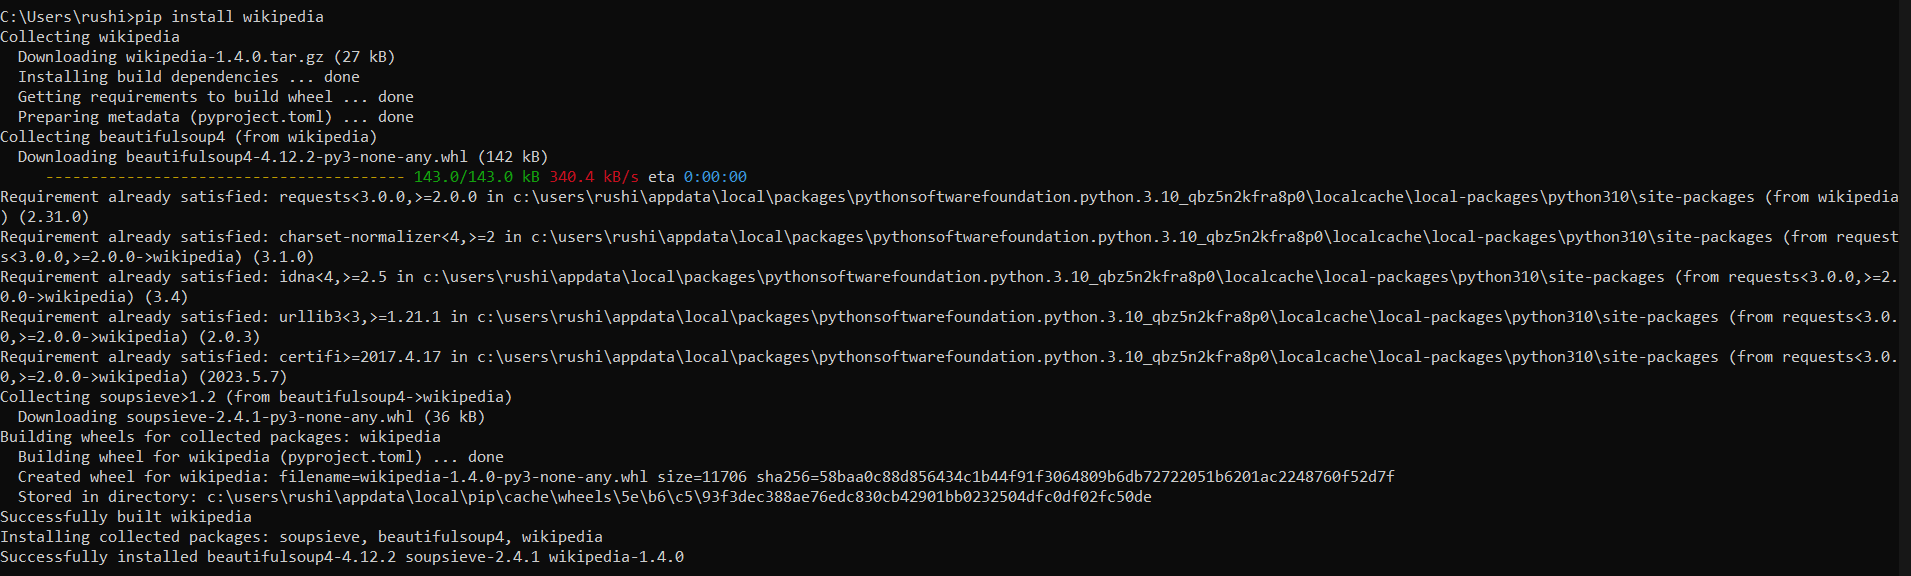 C:\Users\rushi>pip install wikipedia
Collecting wikipedia
  Downloading wikipedia-1.4.0.tar.gz (27 kB)
  Installing build dependencies ... done
  Getting requirements to build wheel ... done
  Preparing metadata (pyproject.toml) ... done
Collecting beautifulsoup4 (from wikipedia)
  Downloading beautifulsoup4-4.12.2-py3-none-any.whl (142 kB)
     ---------------------------------------- 143.0/143.0 kB 340.4 kB/s eta 0:00:00
Requirement already satisfied: requests<3.0.0,>=2.0.0 in c:\users\rushi\appdata\local\packages\pythonsoftwarefoundation.python.3.10_qbz5n2kfra8p0\localcache\local-packages\python310\site-packages (from wikipedia
) (2.31.0)
Requirement already satisfied: charset-normalizer<4,>=2 in c:\users\rushi\appdata\local\packages\pythonsoftwarefoundation.python.3.10_qbz5n2kfra8p0\localcache\local-packages\python310\site-packages (from request
s<3.0.0,>=2.0.0->wikipedia) (3.1.0)
Requirement already satisfied: idna<4,>=2.5 in c:\users\rushi\appdata\local\packages\pythonsoftwarefoundation.python.3.10_qbz5n2kfra8p0\localcache\local-packages\python310\site-packages (from requests<3.0.0,>=2.
0.0->wikipedia) (3.4)
Requirement already satisfied: urllib3<3,>=1.21.1 in c:\users\rushi\appdata\local\packages\pythonsoftwarefoundation.python.3.10_qbz5n2kfra8p0\localcache\local-packages\python310\site-packages (from requests<3.0.
0,>=2.0.0->wikipedia) (2.0.3)
Requirement already satisfied: certifi>=2017.4.17 in c:\users\rushi\appdata\local\packages\pythonsoftwarefoundation.python.3.10_qbz5n2kfra8p0\localcache\local-packages\python310\site-packages (from requests<3.0.
0,>=2.0.0->wikipedia) (2023.5.7)
Collecting soupsieve>1.2 (from beautifulsoup4->wikipedia)
  Downloading soupsieve-2.4.1-py3-none-any.whl (36 kB)
Building wheels for collected packages: wikipedia
  Building wheel for wikipedia (pyproject.toml) ... done
  Created wheel for wikipedia: filename=wikipedia-1.4.0-py3-none-any.whl size=11706 sha256=58baa0c88d856434c1b44f91f3064809b6db72722051b6201ac2248760f52d7f
  Stored in directory: c:\users\rushi\appdata\local\pip\cache\wheels\5e\b6\c5\93f3dec388ae76edc830cb42901bb0232504dfc0df02fc50de
Successfully built wikipedia
Installing collected packages: soupsieve, beautifulsoup4, wikipedia
Successfully installed beautifulsoup4-4.12.2 soupsieve-2.4.1 wikipedia-1.4.0